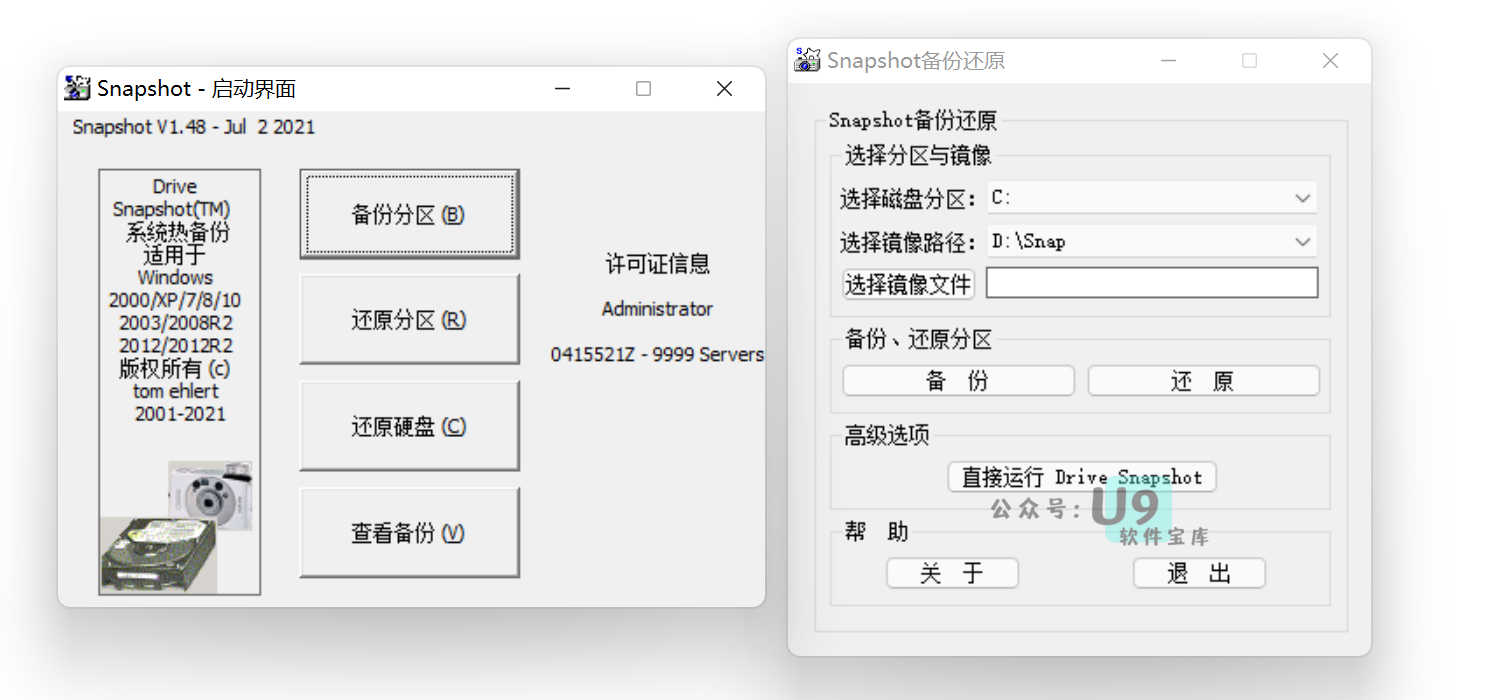 Snapshot - 启动界面
Snapshot V1.48 - Jul 2 2021
Drive
Snapshot(TM)
系统热备份
适用于
Windows
2000/XP/7/8/10
2003/2008R2
2012/2012R2
版权所有 (c)
tom ehlert
2001-2021
备份分区 (B)
还原分区 (R)
还原硬盘 (C)
查看备份 (V)
许可证信息
Administrator
0415521Z - 9999 Servers
Snapshot备份还原
Snapshot备份还原
选择分区与镜像
选择磁盘分区： C:
选择镜像路径： D:\Snap
选择镜像文件
备份、还原分区
备 份
还 原
高级选项
直接运行 Drive Snapshot
公众号：U9
软件宝库
帮 助
关 于
退 出